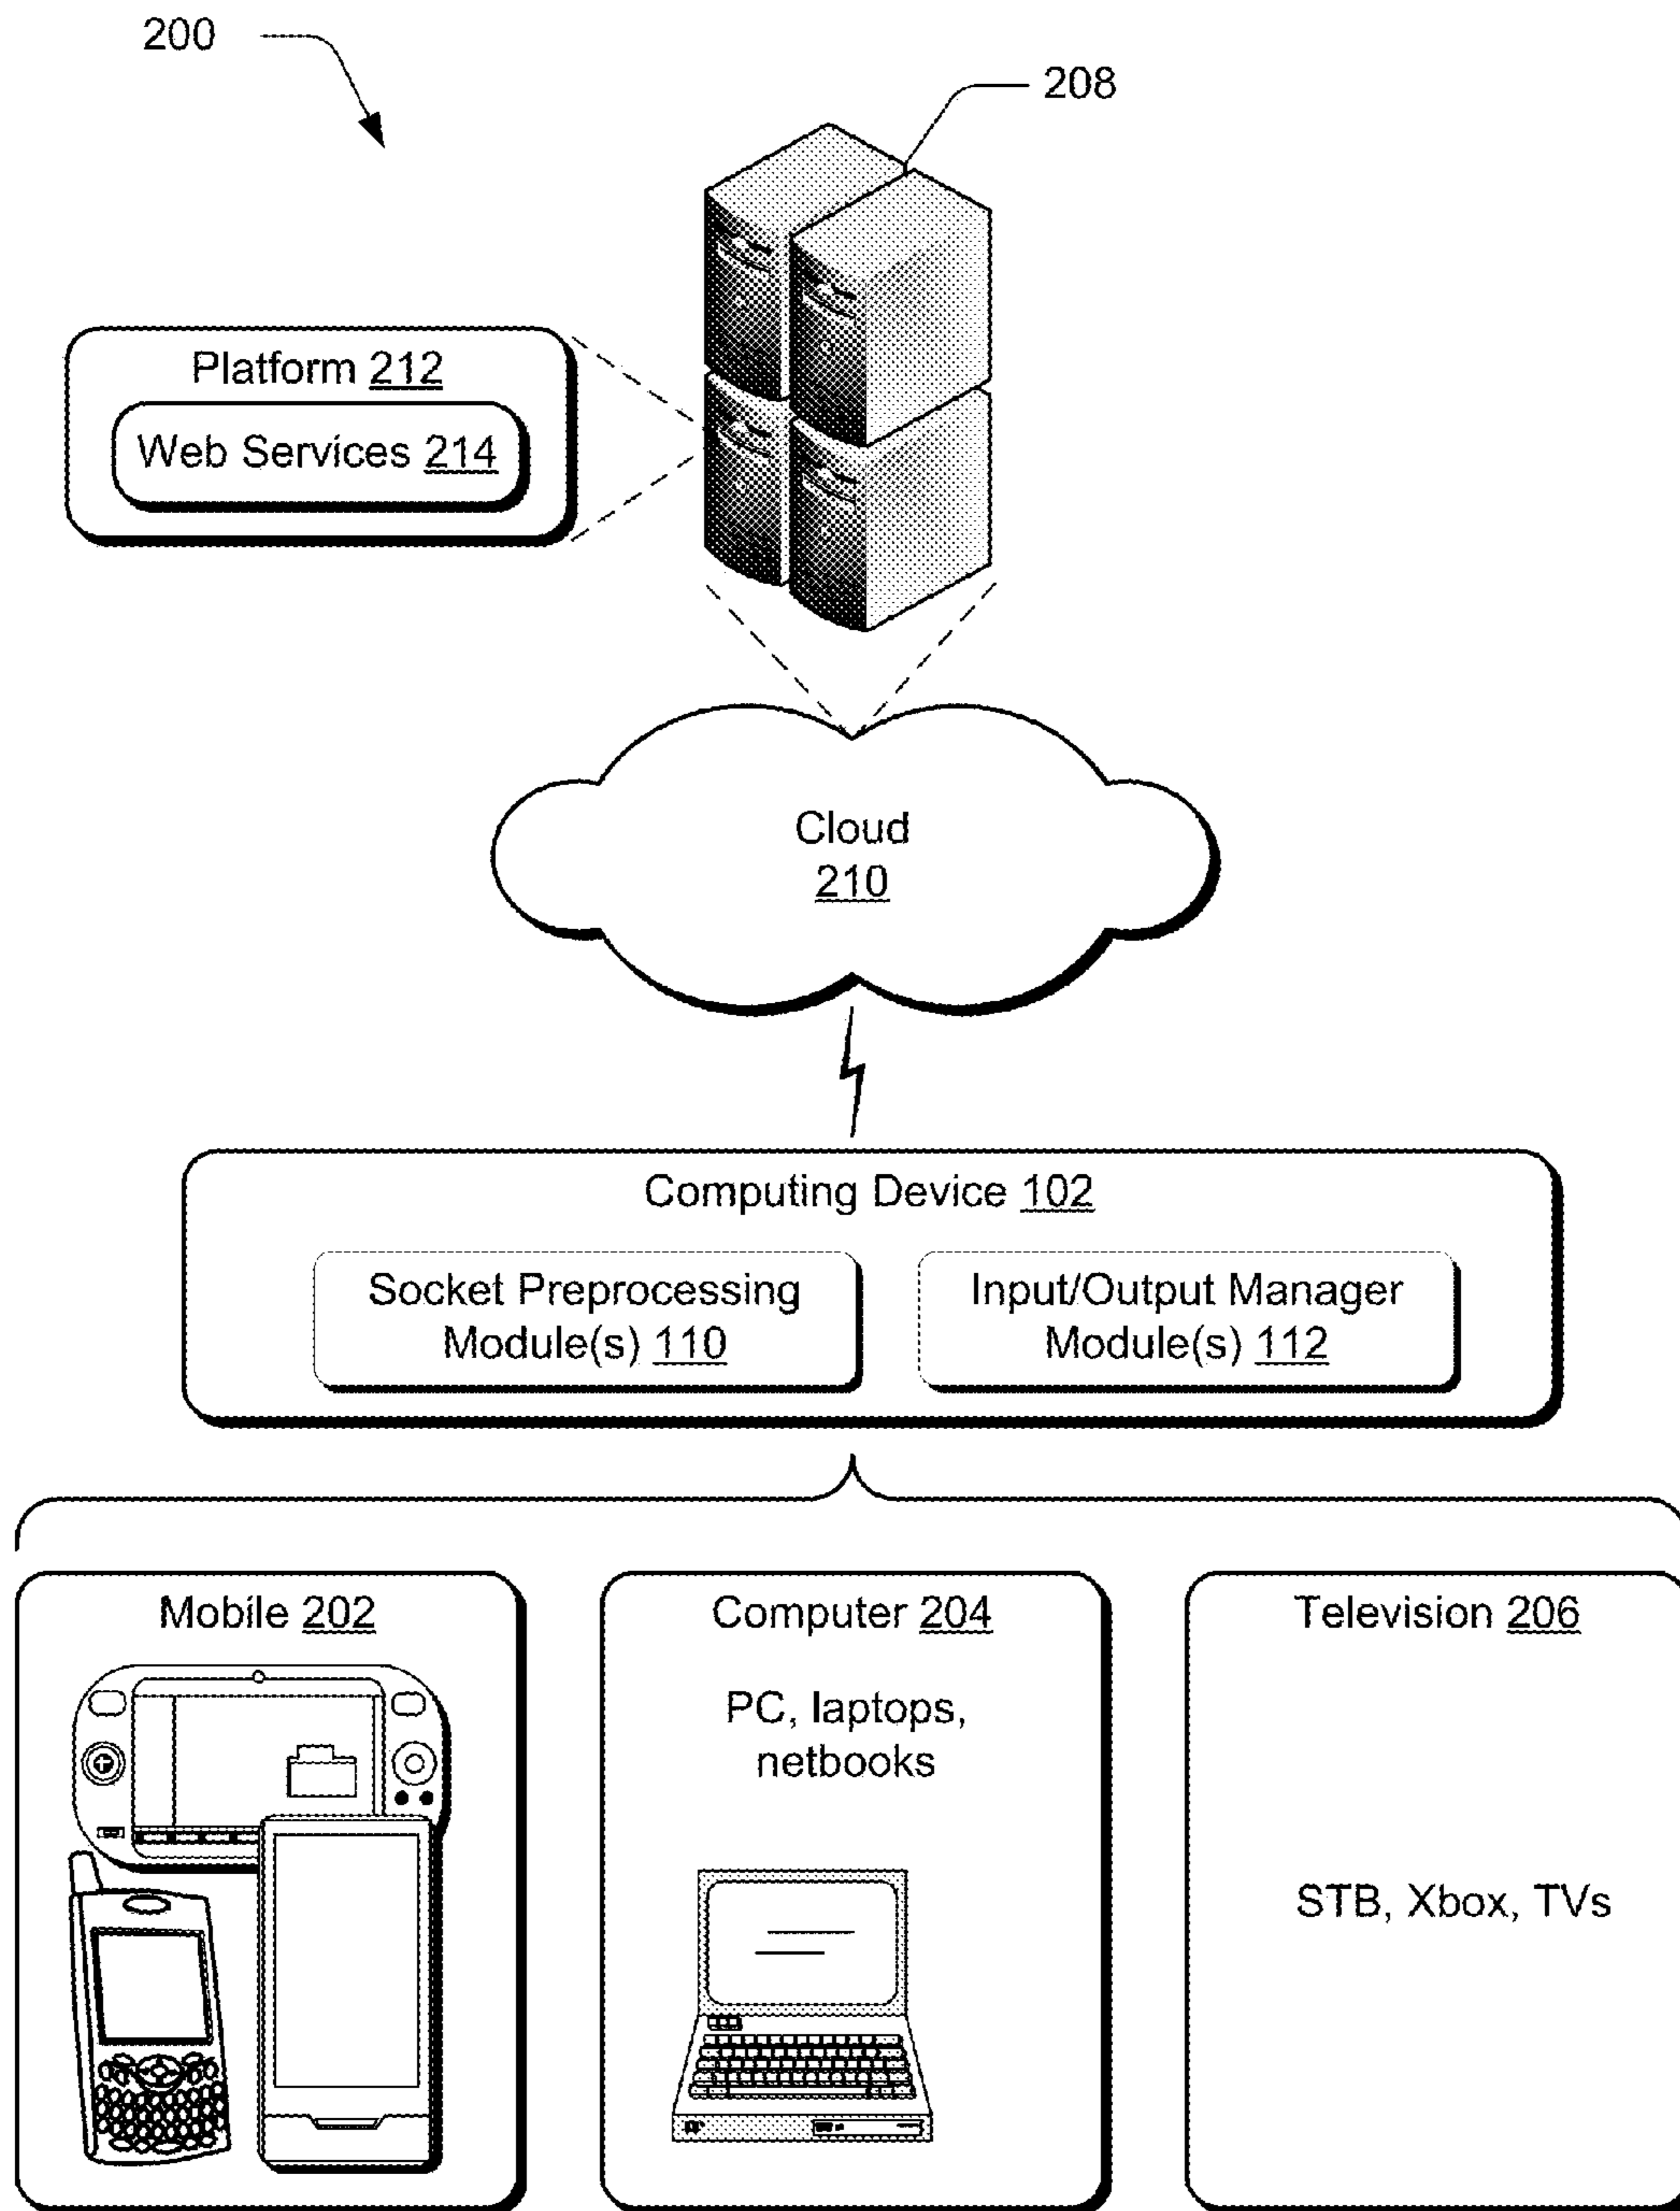 200
208
Platform 212
Web Services 214
Cloud
210
Computing Device 102
Socket Preprocessing
Module(s) 110
Input/Output Manager
Module(s) 112
Mobile 202
Computer 204
PC, laptops,
netbooks
Television 206
STB, Xbox, TVs